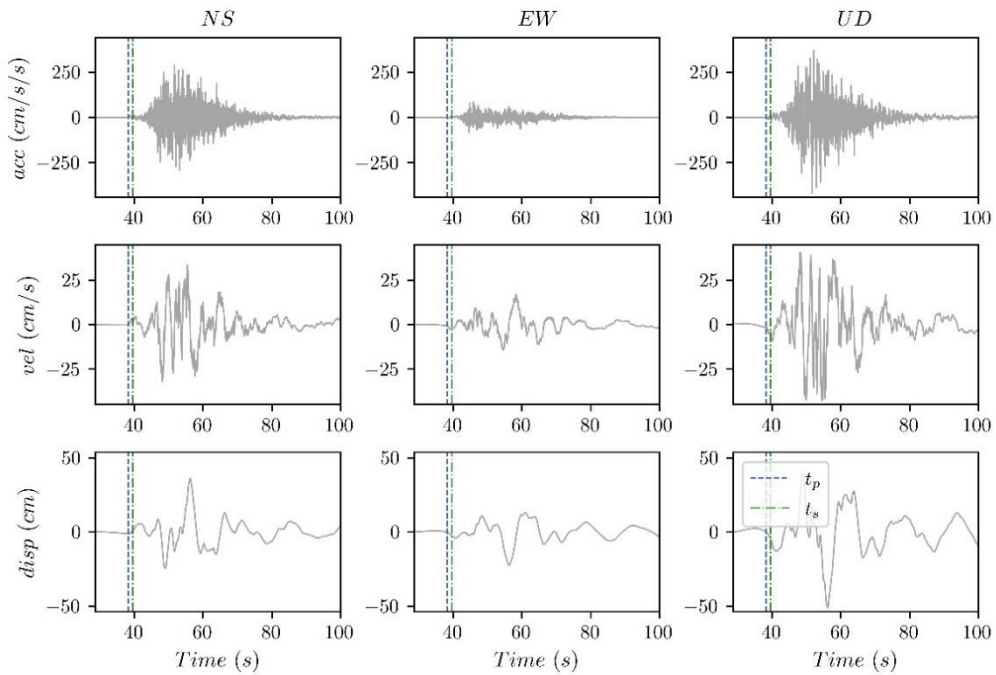 NS EW UD
acc (cm/s/s)
250 250 250
0 0 0
−250 −250 −250
40 60 80 100 40 60 80 100 40 60 80 100
vel (cm/s)
25 25 25
0 0 0
−25 −25 −25
40 60 80 100 40 60 80 100 40 60 80 100
disp (cm)
50 50 50
t_p
0 0 0
t_s
−50 −50 −50
40 60 80 100 40 60 80 100 40 60 80 100
Time (s) Time (s) Time (s)